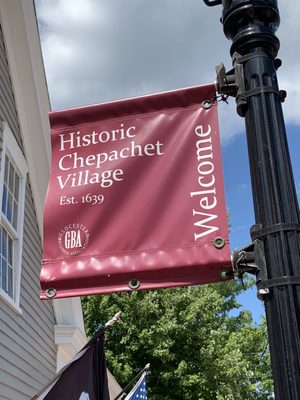 Historic
Chepachet
Village
Est. 1639
Welcome
GBA